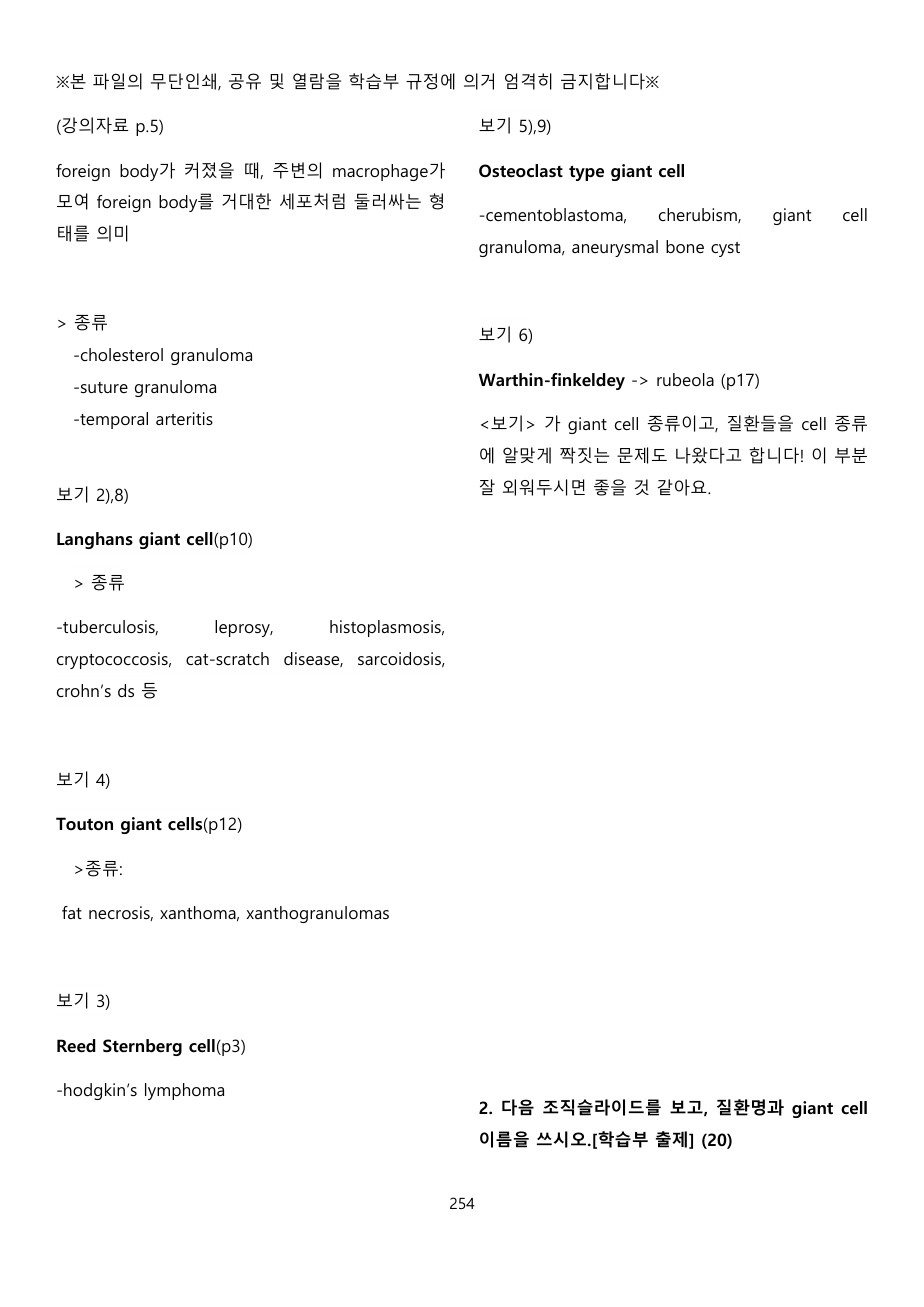 ※본 파일의 무단인쇄, 공유 및 열람을 학습부 규정에 의거 엄격히 금지합니다※
(강의자료 p.5)
foreign body가 커졌을 때, 주변의 macrophage가
모여 foreign body를 거대한 세포처럼 둘러싸는 형
태를 의미
> 종류
-cholesterol granuloma
-suture granuloma
-temporal arteritis
보기 2),8)
Langhans giant cell(p10)
> 종류
-tuberculosis, leprosy, histoplasmosis,
cryptococcosis, cat-scratch disease, sarcoidosis,
crohn's ds 등
보기 4)
Touton giant cells(p12)
>종류:
fat necrosis, xanthoma, xanthogranulomas
보기 3)
Reed Sternberg cell(p3)
-hodgkin's lymphoma
보기 5),9)
Osteoclast type giant cell
-cementoblastoma, cherubism, giant cell
granuloma, aneurysmal bone cyst
보기 6)
Warthin-finkeldey -> rubeola (p17)
<보기> 가 giant cell 종류이고, 질환들을 cell 종류
에 알맞게 짝짓는 문제도 나왔다고 합니다! 이 부분
잘 외워두시면 좋을 것 같아요.
2. 다음 조직슬라이드를 보고, 질환명과 giant cell
이름을 쓰시오.[학습부 출제] (20)
254